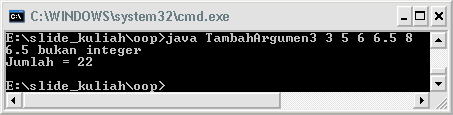 C:\WINDOWS\system32\cmd.exe
E:\slide_kuliah\oop>java TambahArgumen3 3 5 6 6.5 8
6.5 bukan integer
Jumlah = 22
E:\slide_kuliah\oop>